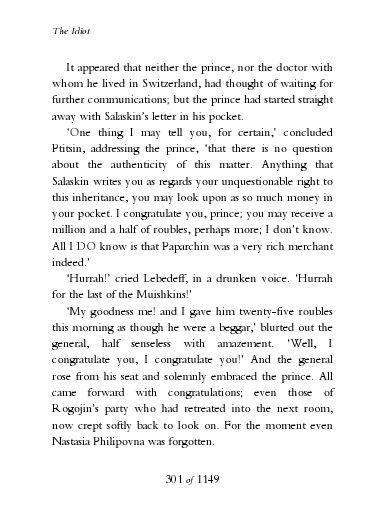 The Idiot
It appeared that neither the prince, nor the doctor with
whom he lived in Switzerland, had thought of waiting for
further communications; but the prince had started straight
away with Salaskin’s letter in his pocket.
‘One thing I may tell you, for certain,’ concluded
Ptitsin, addressing the prince, ‘that there is no question
about the authenticity of this matter. Anything that
Salaskin writes you as regards your unquestionable right to
this inheritance, you may look upon as so much money in
your pocket. I congratulate you, prince; you may receive a
million and a half of roubles, perhaps more; I don’t know.
All I DO know is that Paparchin was a very rich merchant
indeed.’
‘Hurrah!’ cried Lebedeff, in a drunken voice. ‘Hurrah
for the last of the Muishkins!’
‘My goodness me! and I gave him twenty-five roubles
this morning as though he were a beggar,’ blurted out the
general, half senseless with amazement. ‘Well, I
congratulate you, I congratulate you!’ And the general
rose from his seat and solemnly embraced the prince. All
came forward with congratulations; even those of
Rogojin’s party who had retreated into the next room,
now crept softly back to look on. For the moment even
Nastasia Philipovna was forgotten.
301 of 1149